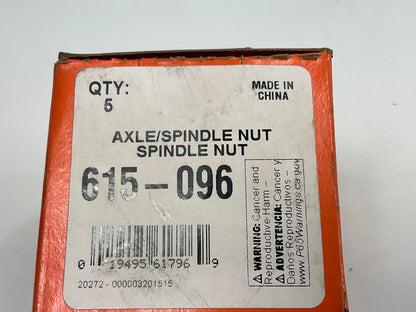 QTY:
5
MADE IN
CHINA
AXLE/SPINDLE NUT
SPINDLE NUT
615-096
0 19495 61796 9
20272 - 000003201515
⚠ WARNING: Cancer and
Reproductive Harm -
⚠ ADVERTENCIA: Cancer y
Daños Reproductivos -
www.P65Warnings.ca.gov